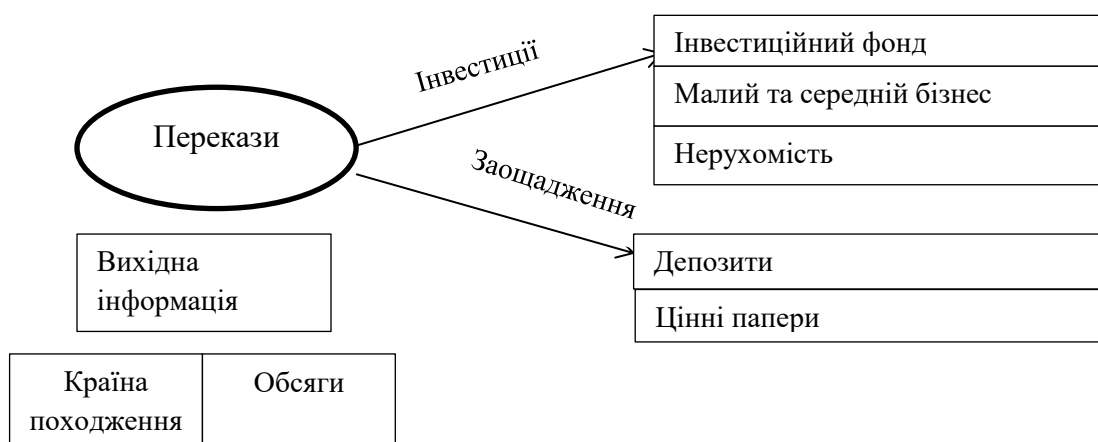 Перекази
Інвестиції
Інвестиційний фонд
Малий та середній бізнес
Нерухомість
Заощадження
Депозити
Цінні папери
Вихідна
інформація
Країна
походження
Обсяги